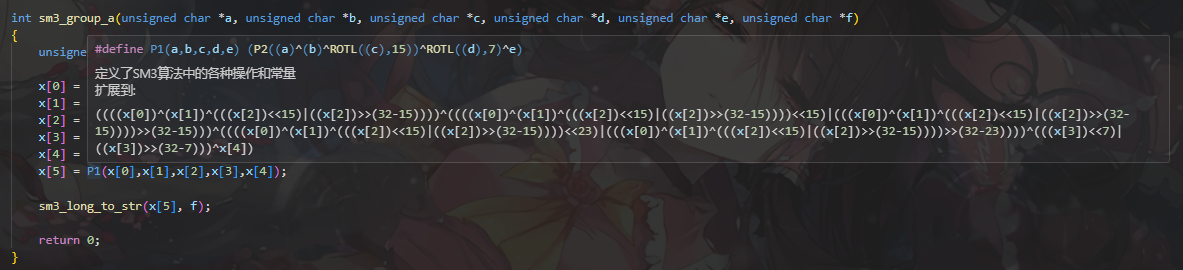 int sm3_group_a(unsigned char *a, unsigned char *b, unsigned char *c, unsigned char *d, unsigned char *e, unsigned char *f)
{
unsigne
#define P1(a,b,c,d,e) (P2((a)^(b)^ROTL((c),15))^ROTL((d),7)^e)
定义了SM3算法中的各种操作和常量
扩展到:
((((x[0])^(x[1])^(((x[2])<<15)|((x[2])>>(32-15))))^((((x[0])^(x[1])^(((x[2])<<15)|((x[2])>>(32-15))))<<15)|(((x[0])^(x[1])^(((x[2])<<15)|((x[2])>>(32-
15))))>>(32-15)))^((((x[0])^(x[1])^(((x[2])<<15)|((x[2])>>(32-15))))<<23)|(((x[0])^(x[1])^(((x[2])<<15)|((x[2])>>(32-15))))>>(32-23))))^(((x[3])<<7)|
((x[3])>>(32-7)))^x[4])
x[0] =
x[1] =
x[2] =
x[3] =
x[4] =
x[5] = P1(x[0],x[1],x[2],x[3],x[4]);
sm3_long_to_str(x[5], f);
return 0;
}